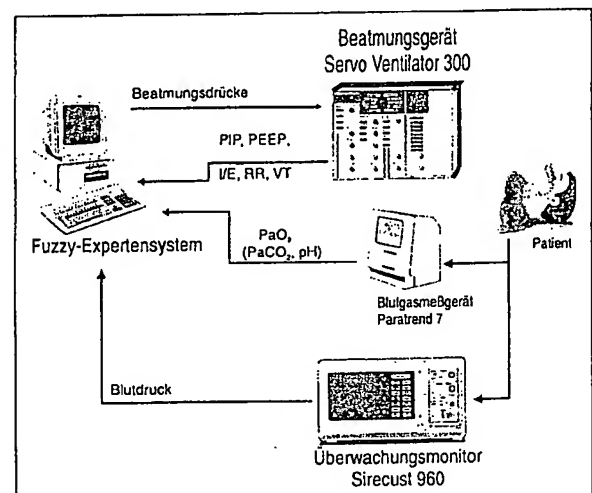 Beatmungsgerät
Servo Ventilator 300
Beatmungsdrücke
PIP, PEEP,
I/E, RR, VT
Fuzzy-Expertensystem
PaO,
(PaCO₂, pH)
Patient
Blutgasmeßgerät
Paratrend 7
Blutdruck
Überwachungsmonitor
Sirecust 960